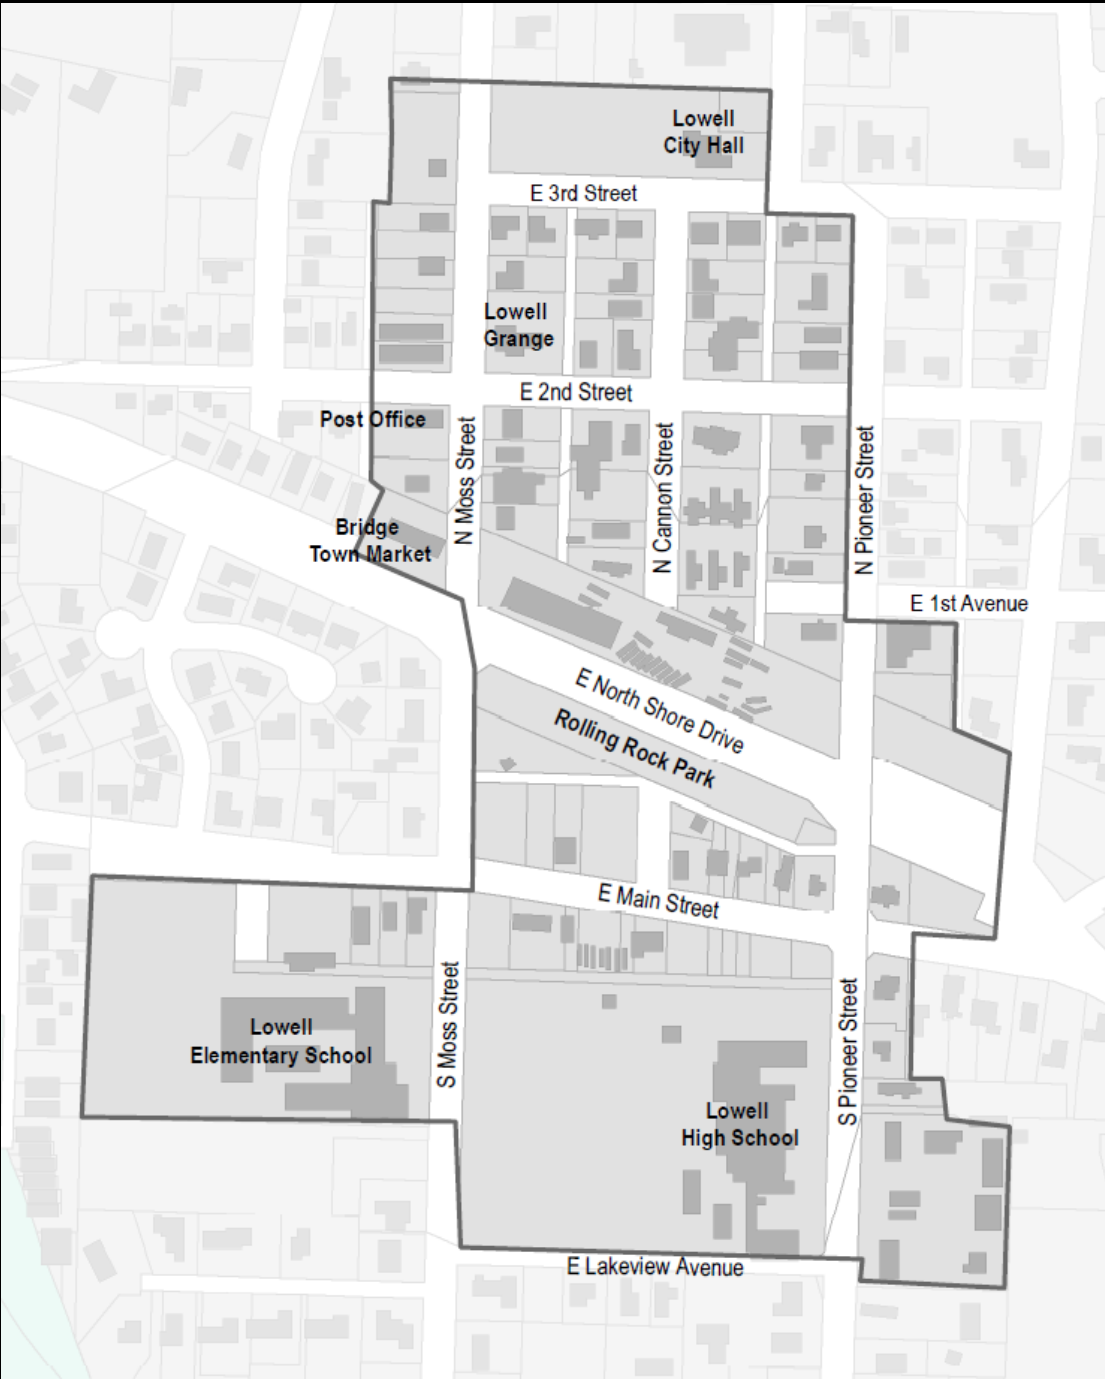 Lowell
City Hall
E 3rd Street
Lowell
Grange
E 2nd Street
Post Office
N Moss Street
N Cannon Street
N Pioneer Street
Bridge
Town Market
E 1st Avenue
E North Shore Drive
Rolling Rock Park
E Main Street
S Moss Street
S Pioneer Street
Lowell
Elementary School
Lowell
High School
E Lakeview Avenue